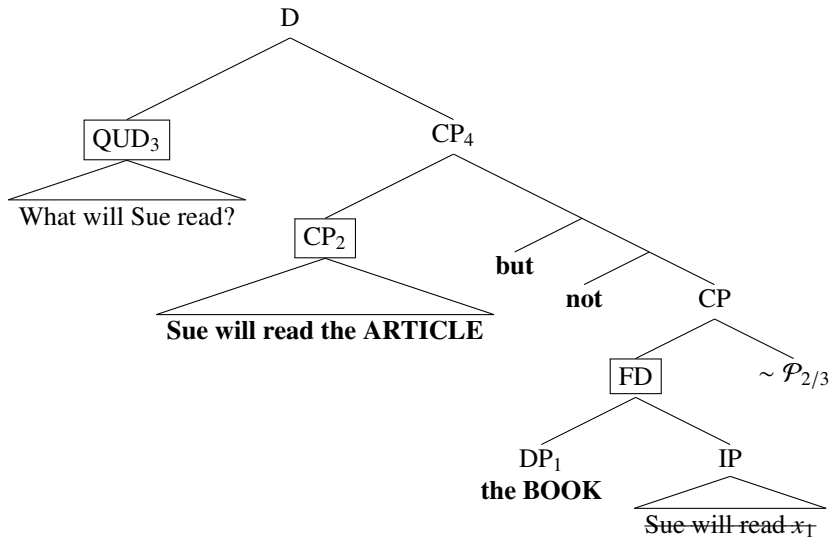 D
QUD₃
CP₄
What will Sue read?
CP₂
but
not
CP
Sue will read the ARTICLE
FD
∼ 𝒫₂/₃
DP₁
IP
the BOOK
Sue will read x₁